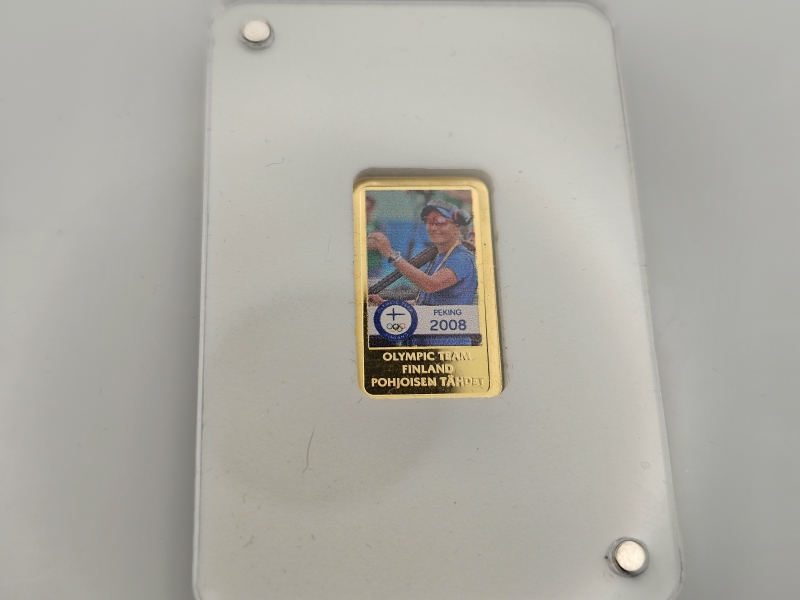 PEKING
2008
OLYMPIC TEAM
FINLAND
POHJOISEN TÄHDET